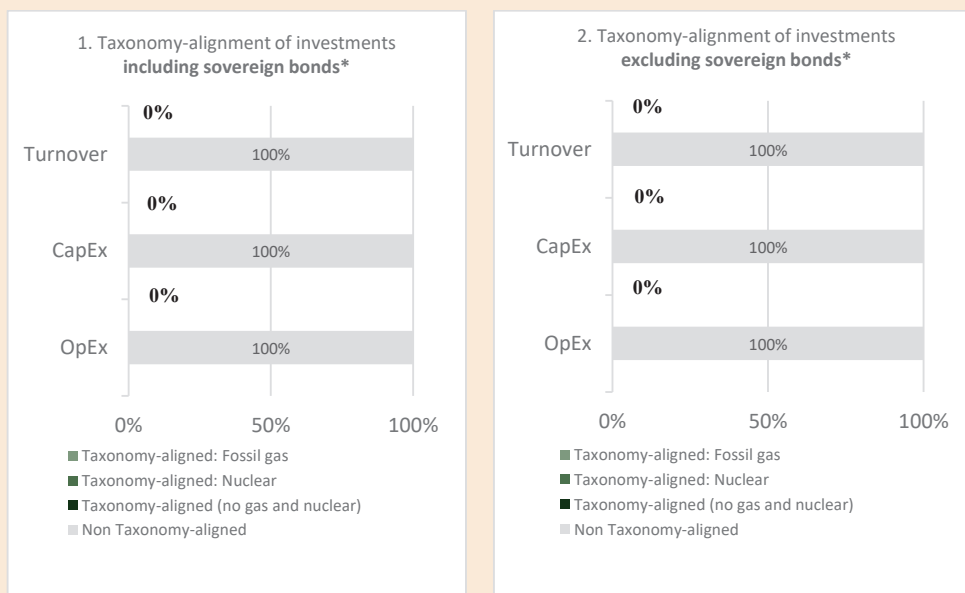 1. Taxonomy-alignment of investments
including sovereign bonds*
0%
Turnover
100%
0%
CapEx
100%
0%
OpEx
100%
0%
50%
100%
Taxonomy-aligned: Fossil gas
Taxonomy-aligned: Nuclear
Taxonomy-aligned (no gas and nuclear)
Non Taxonomy-aligned
2. Taxonomy-alignment of investments
excluding sovereign bonds*
0%
Turnover
100%
0%
CapEx
100%
0%
OpEx
100%
0%
50%
100%
Taxonomy-aligned: Fossil gas
Taxonomy-aligned: Nuclear
Taxonomy-aligned (no gas and nuclear)
Non Taxonomy-aligned